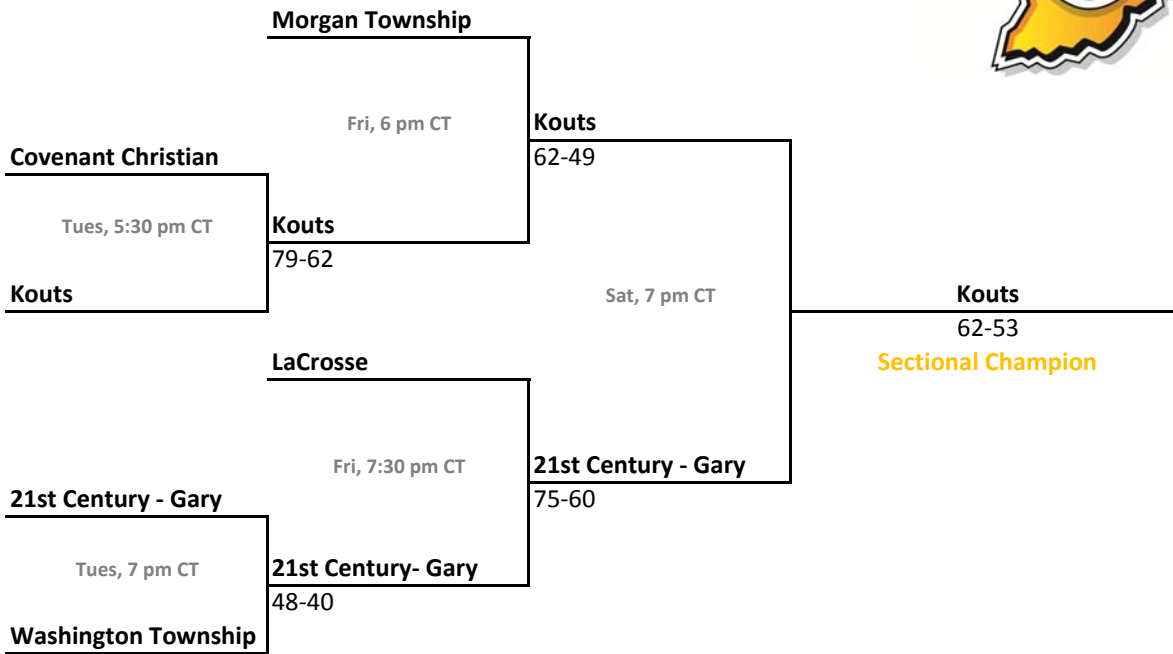 Morgan Township
Fri, 6 pm CT
Kouts
Covenant Christian
62-49
Tues, 5:30 pm CT
Kouts
79-62
Kouts
Sat, 7 pm CT
Kouts
62-53
LaCrosse
Sectional Champion
Fri, 7:30 pm CT
21st Century - Gary
21st Century - Gary
75-60
Tues, 7 pm CT
21st Century- Gary
48-40
Washington Township